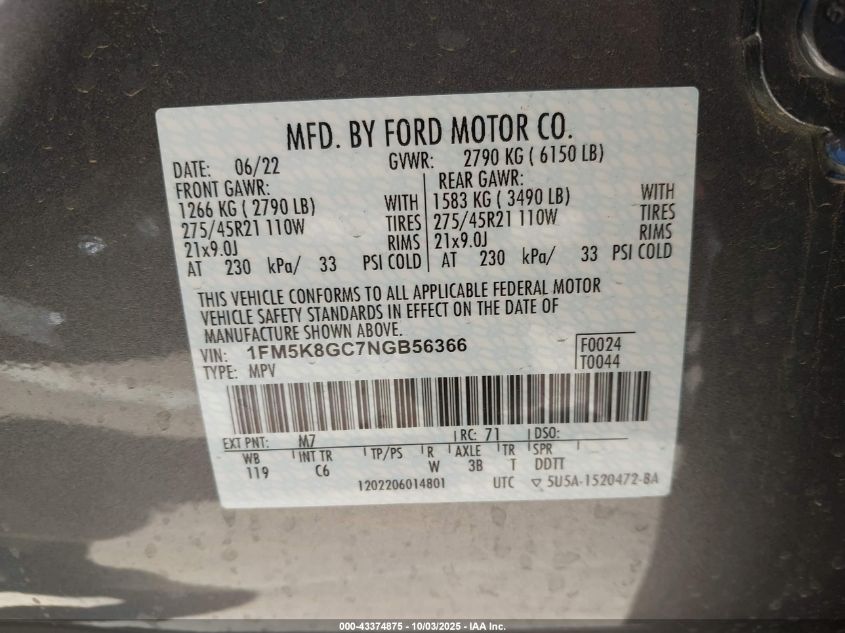 MFD. BY FORD MOTOR CO.
DATE: 06/22 GVWR: 2790 KG ( 6150 LB)
FRONT GAWR: REAR GAWR:
1266 KG ( 2790 LB) WITH 1583 KG ( 3490 LB) WITH
275/45R21 110W TIRES 275/45R21 110W TIRES
21x9.0J RIMS 21x9.0J RIMS
AT 230 kPa/ 33 PSI COLD AT 230 kPa/ 33 PSI COLD
THIS VEHICLE CONFORMS TO ALL APPLICABLE FEDERAL MOTOR
VEHICLE SAFETY STANDARDS IN EFFECT ON THE DATE OF
MANUFACTURE SHOWN ABOVE.
VIN: 1FM5K8GC7NGB56366 F0024
TYPE: MPV T0044
EXT PNT: M7 RC: 71 DSO:
WB INT TR TP/PS R AXLE TR SPR
119 C6 W 3B T DDTT
1202206014801 UTC ▽ 5U5A-1520472-BA
000-43374875 - 10/03/2025 - IAA Inc.